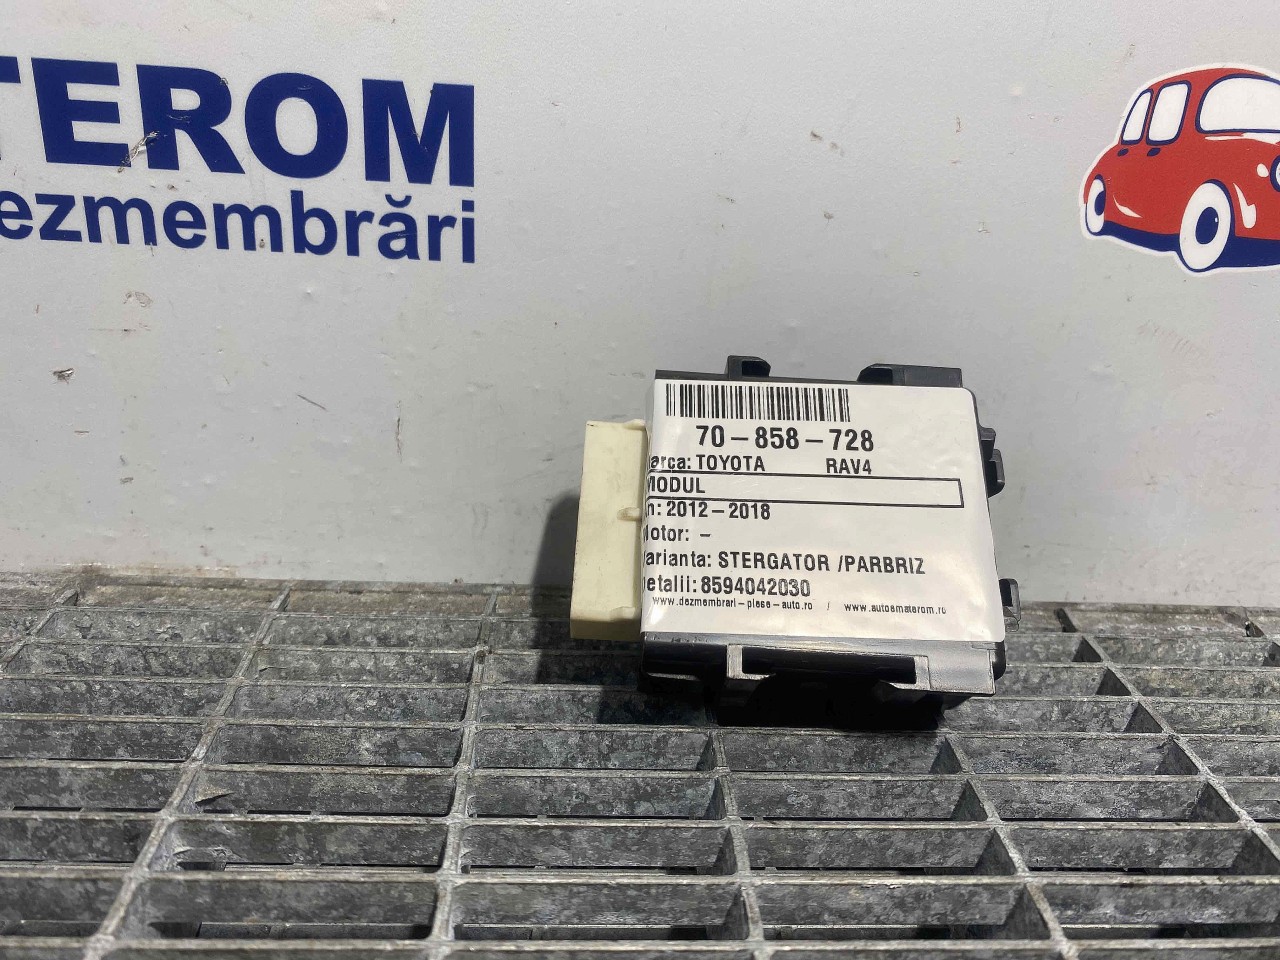 TEROM
ezmembrări
70-858-728
arca: TOYOTA RAV4
MODUL
n: 2012-2018
otor: -
arianta: STERGATOR /PARBRIZ
etalii: 8594042030
www.dezmembrari-piese-auto.ro / www.autoematerom.ro